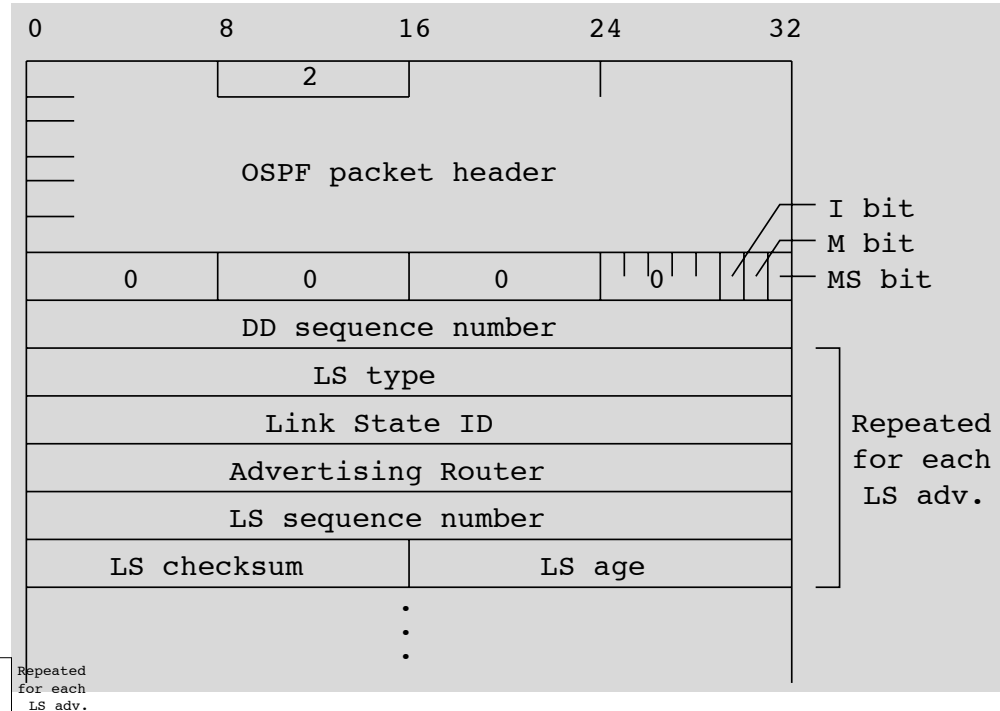 0 8 16 24 32
2
OSPF packet header
I bit
M bit
MS bit
0 0 0 0
DD sequence number
LS type
Link State ID
Advertising Router
LS sequence number
LS checksum LS age
Repeated
for each
LS adv.
Repeated
for each
LS adv.